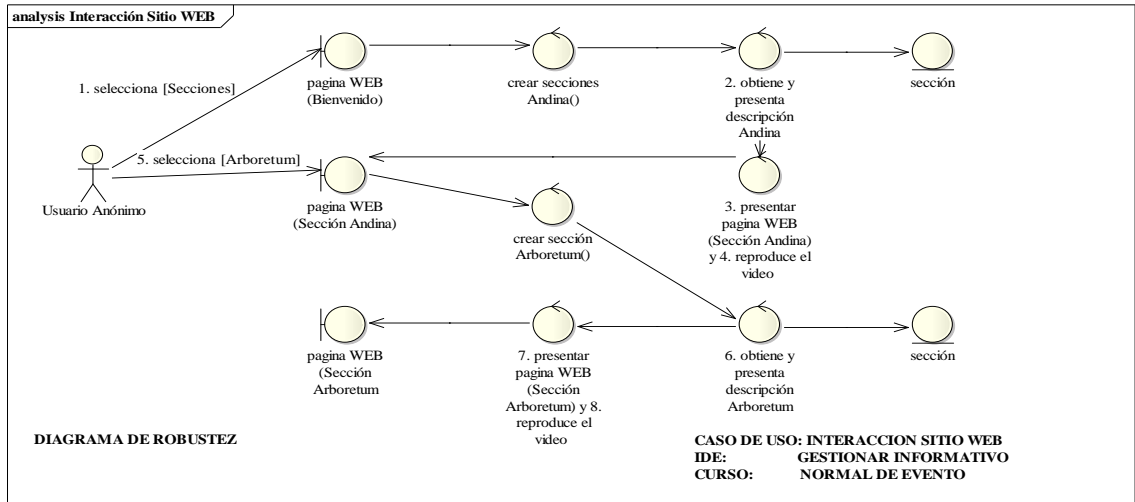 analysis Interacción Sitio WEB
1. selecciona [Secciones]
pagina WEB
(Bienvenido)
crear secciones
Andina()
2. obtiene y
presenta
descripción
Andina
sección
5. selecciona [Arboretum]
Usuario Anónimo
pagina WEB
(Sección Andina)
crear sección
Arboretum()
3. presentar
pagina WEB
(Sección Andina)
y 4. reproduce el
video
pagina WEB
(Sección
Arboretum
7. presentar
pagina WEB
(Sección
Arboretum) y 8.
reproduce el
video
6. obtiene y
presenta
descripción
Arboretum
sección
DIAGRAMA DE ROBUSTEZ
CASO DE USO: INTERACCION SITIO WEB
IDE: GESTIONAR INFORMATIVO
CURSO: NORMAL DE EVENTO